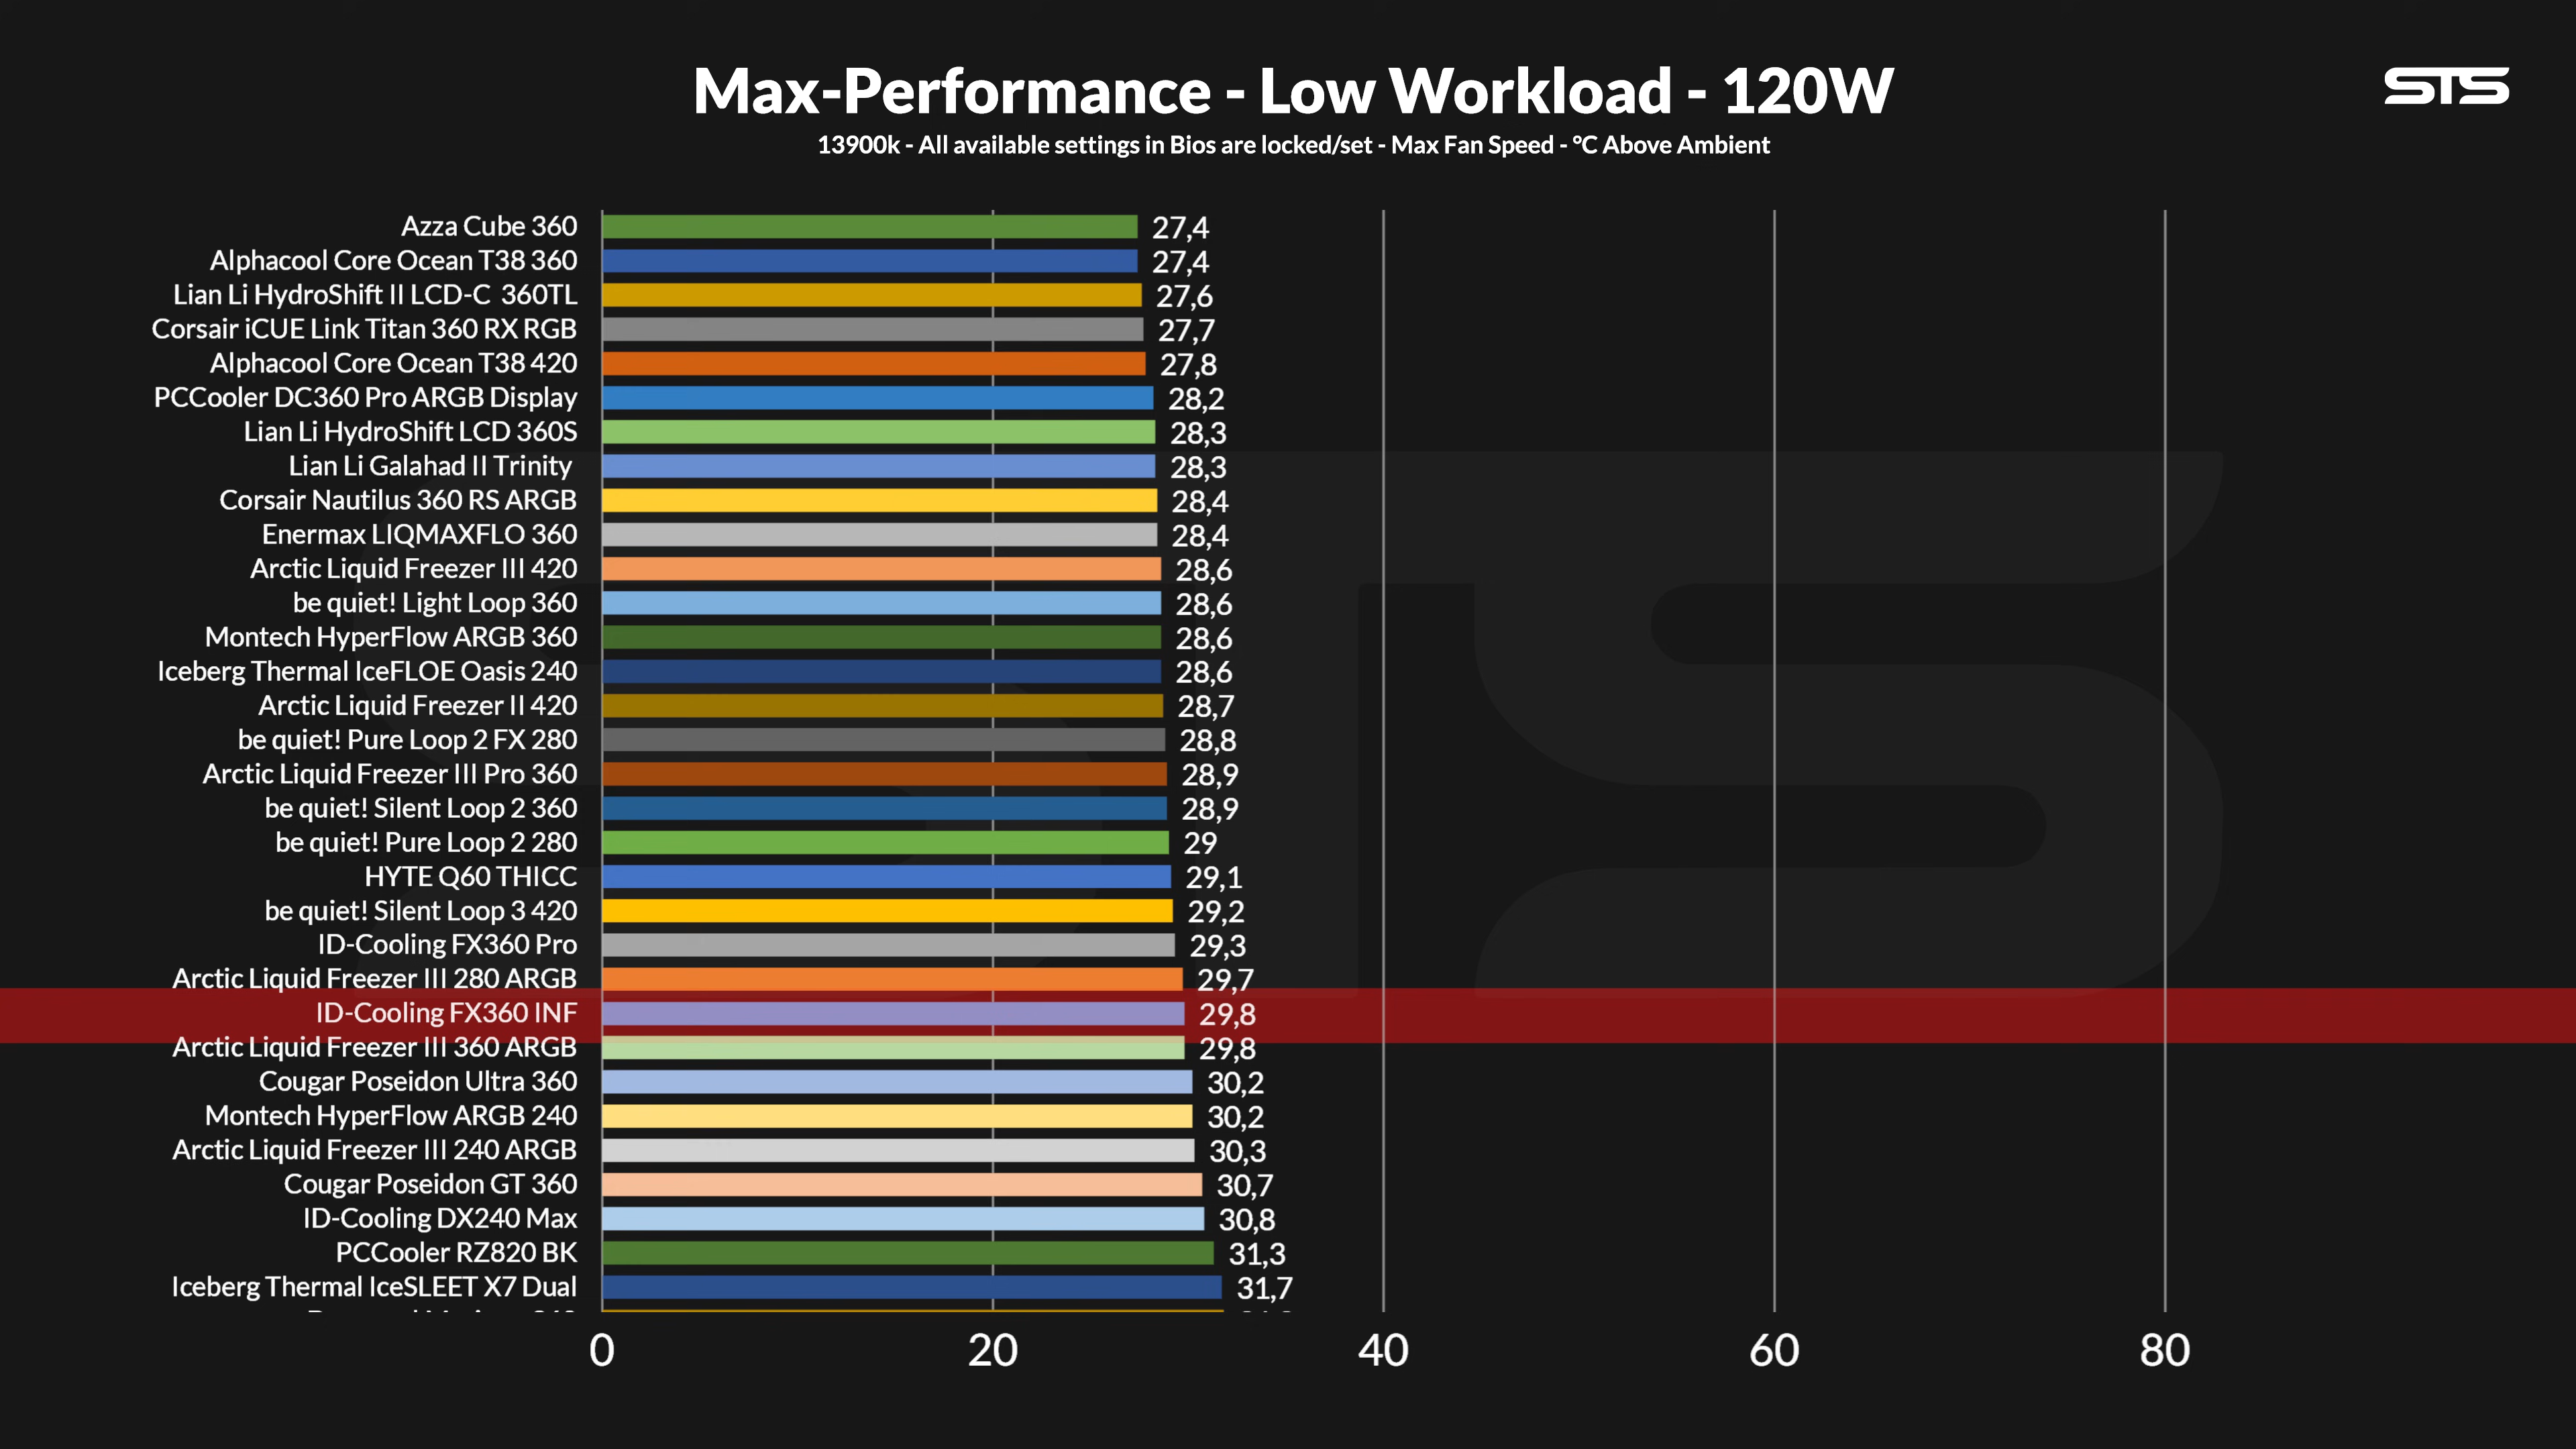 Max-Performance - Low Workload - 120W
STS
13900k - All available settings in Bios are locked/set - Max Fan Speed - °C Above Ambient
Azza Cube 360 27,4
Alphacool Core Ocean T38 360 27,4
Lian Li HydroShift II LCD-C 360TL 27,6
Corsair iCUE Link Titan 360 RX RGB 27,7
Alphacool Core Ocean T38 420 27,8
PCCooler DC360 Pro ARGB Display 28,2
Lian Li HydroShift LCD 360S 28,3
Lian Li Galahad II Trinity 28,3
Corsair Nautilus 360 RS ARGB 28,4
Enermax LIQMAXFLO 360 28,4
Arctic Liquid Freezer III 420 28,6
be quiet! Light Loop 360 28,6
Montech HyperFlow ARGB 360 28,6
Iceberg Thermal IceFLOE Oasis 240 28,6
Arctic Liquid Freezer II 420 28,7
be quiet! Pure Loop 2 FX 280 28,8
Arctic Liquid Freezer III Pro 360 28,9
be quiet! Silent Loop 2 360 28,9
be quiet! Pure Loop 2 280 29
HYTE Q60 THICC 29,1
be quiet! Silent Loop 3 420 29,2
ID-Cooling FX360 Pro 29,3
Arctic Liquid Freezer III 280 ARGB 29,7
ID-Cooling FX360 INF 29,8
Arctic Liquid Freezer III 360 ARGB 29,8
Cougar Poseidon Ultra 360 30,2
Montech HyperFlow ARGB 240 30,2
Arctic Liquid Freezer III 240 ARGB 30,3
Cougar Poseidon GT 360 30,7
ID-Cooling DX240 Max 30,8
PCCooler RZ820 BK 31,3
Iceberg Thermal IceSLEET X7 Dual 31,7
0 20 40 60 80